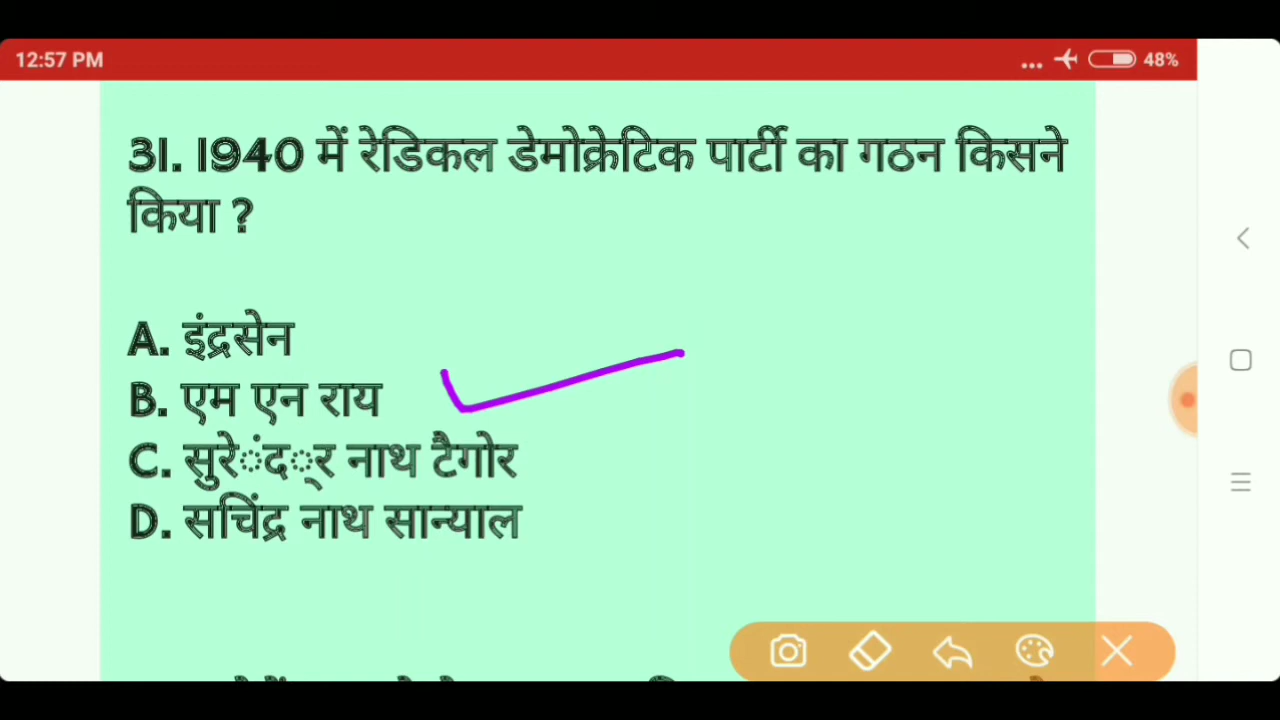 12:57 PM
48%
31. 1940 में रेडिकल डेमोक्रेटिक पार्टी का गठन किसने
किया ?
A. इंद्रसेन
B. एम एन राय
C. सुरेंद्र नाथ टैगोर
D. सचिंद्र नाथ सान्याल